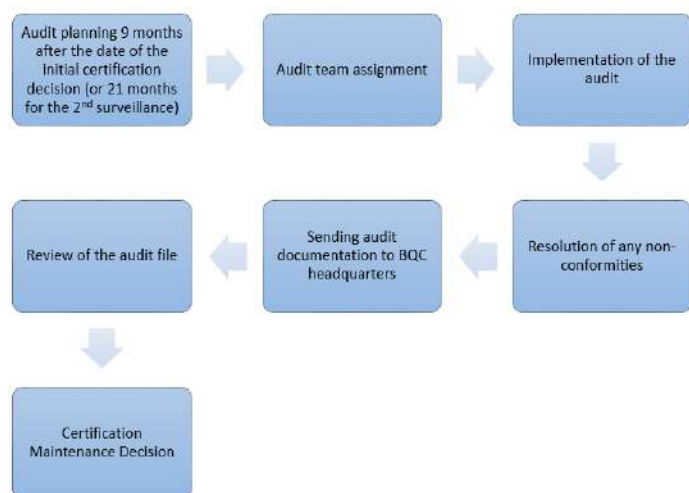 Audit planning 9 months
after the date of the
initial certification
decision (or 21 months
for the 2nd surveillance)
Audit team assignment
Implementation of the
audit
Resolution of any non-
conformities
Sending audit
documentation to BQC
headquarters
Review of the audit file
Certification
Maintenance Decision